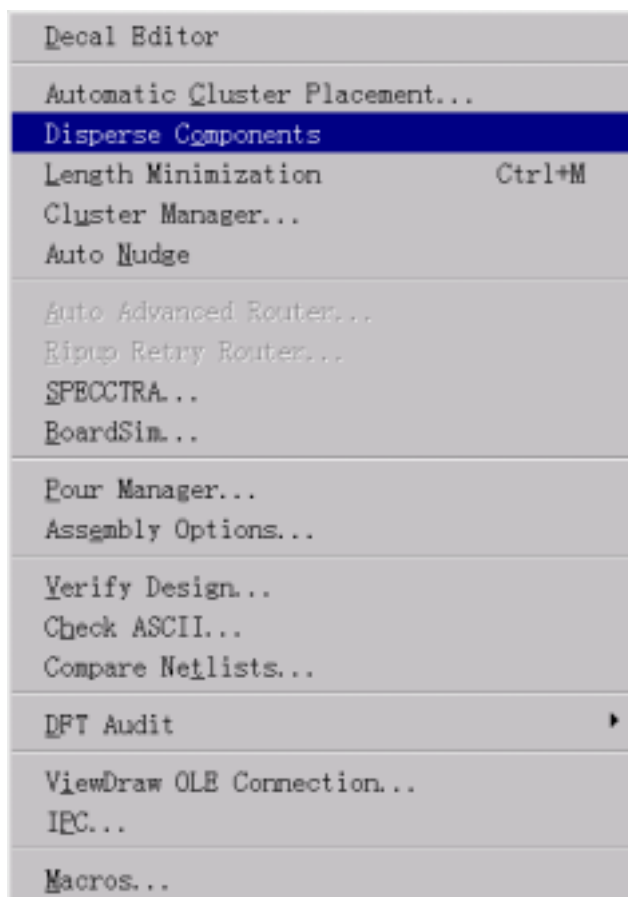 Decal Editor
Automatic Cluster Placement...
Disperse Components
Length Minimization Ctrl+M
Cluster Manager...
Auto Nudge
Auto Advanced Router...
Ripup Retry Router...
SPECCTRA...
BoardSim...
Pour Manager...
Assembly Options...
Verify Design...
Check ASCII...
Compare Netlists...
DFT Audit
ViewDraw OLE Connection...
IPC...
Macros...